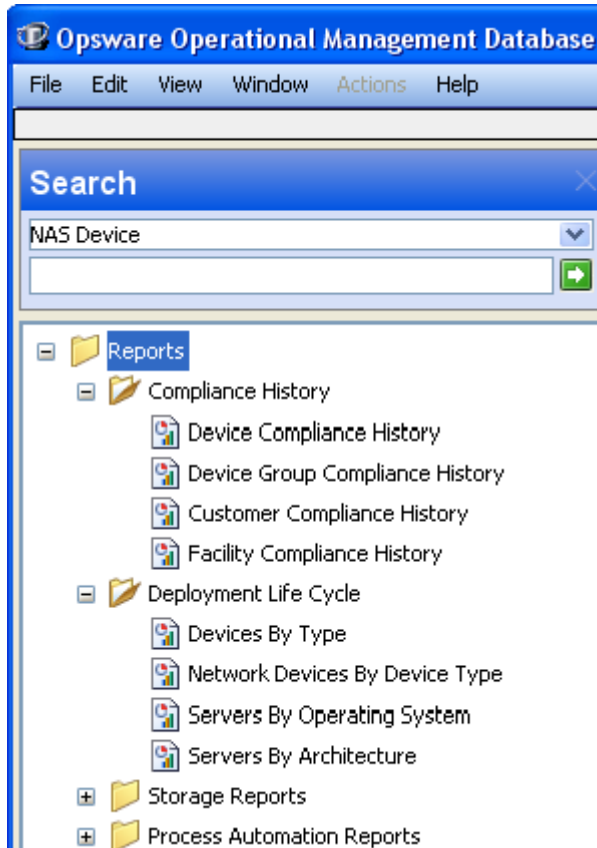 Opsware Operational Management Database
File Edit View Window Actions Help
Search
NAS Device
Reports
Compliance History
Device Compliance History
Device Group Compliance History
Customer Compliance History
Facility Compliance History
Deployment Life Cycle
Devices By Type
Network Devices By Device Type
Servers By Operating System
Servers By Architecture
Storage Reports
Process Automation Reports